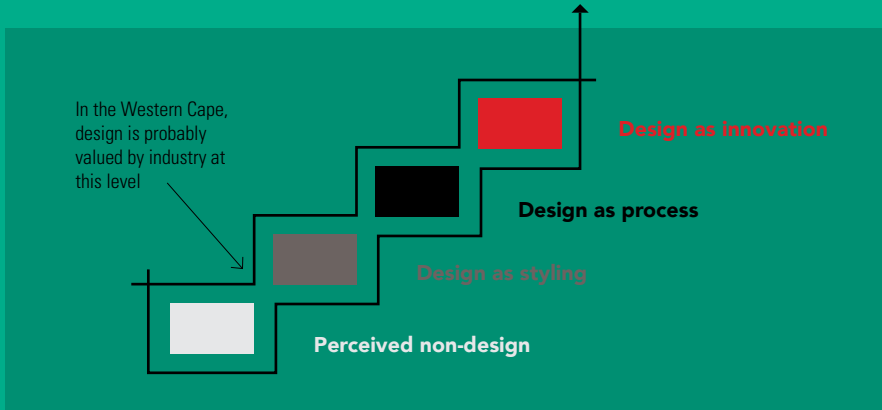 In the Western Cape,
design is probably
valued by industry at
this level
Design as innovation
Design as process
Design as styling
Perceived non-design